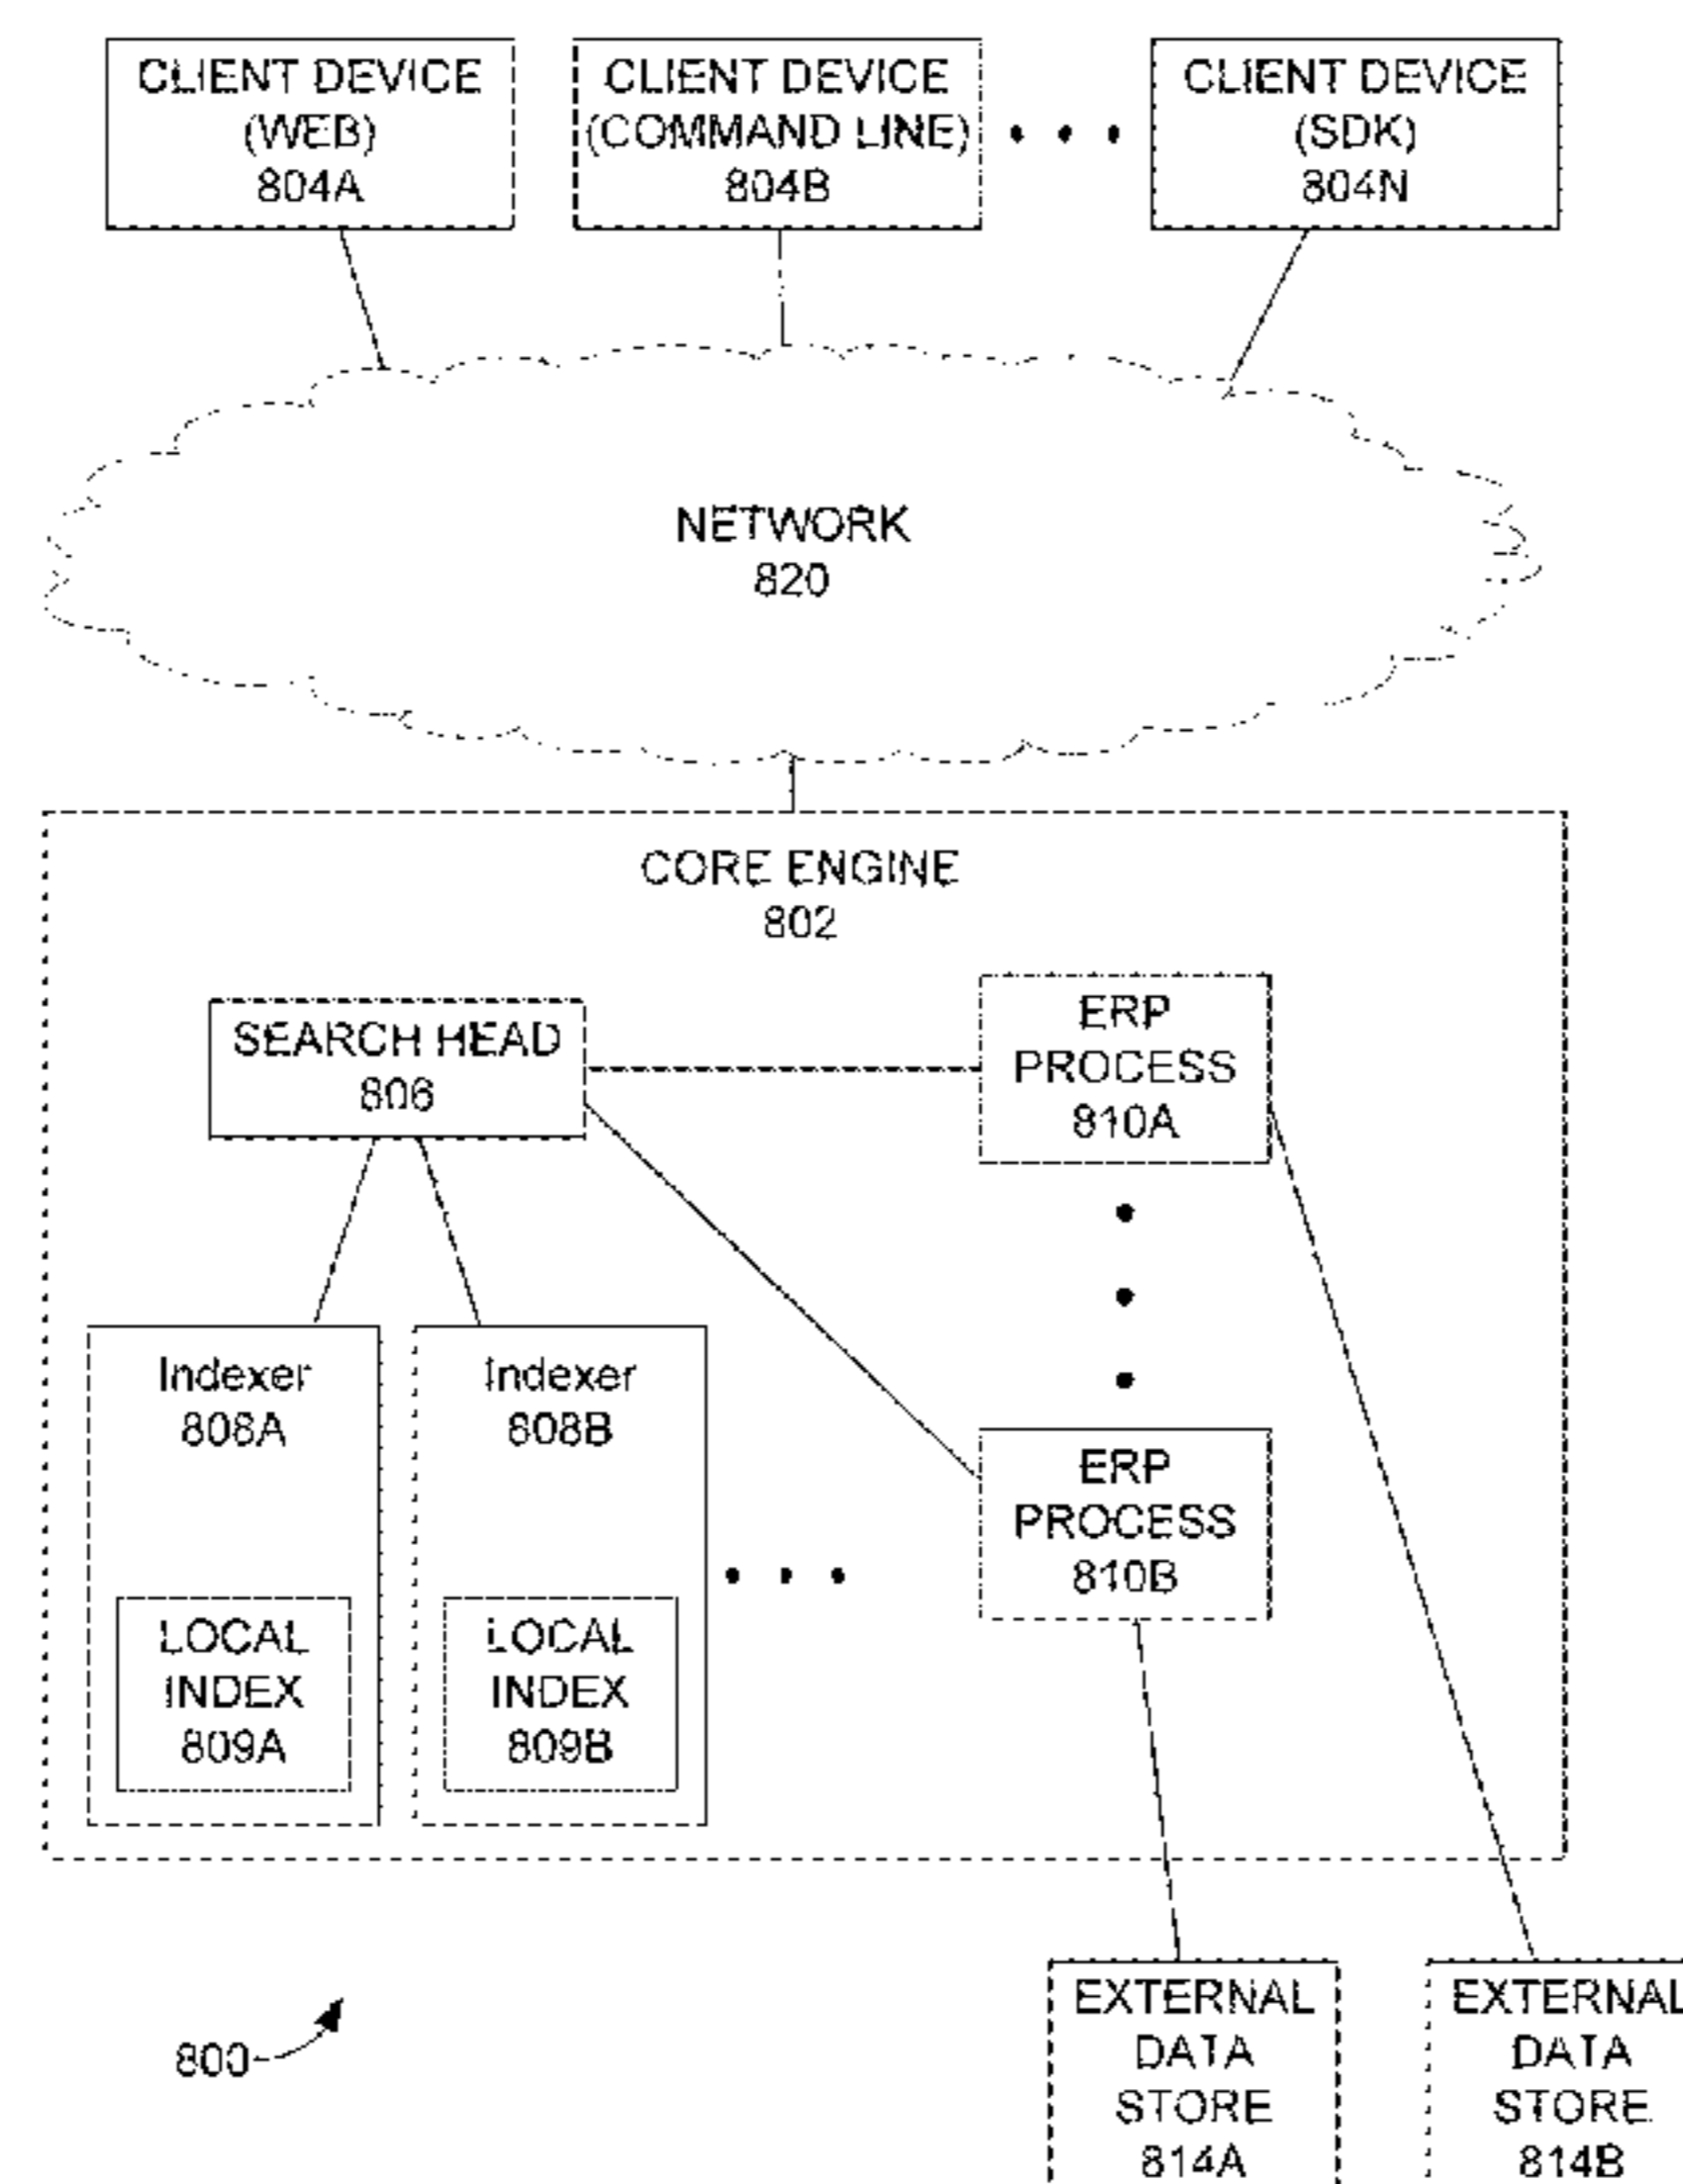 CLIENT DEVICE
(WEB)
804A
CLIENT DEVICE
(COMMAND LINE)
804B
CLIENT DEVICE
(SDK)
804N
NETWORK
820
CORE ENGINE
802
SEARCH HEAD
806
ERP
PROCESS
810A
Indexer
808A
Indexer
808B
ERP
PROCESS
810B
LOCAL
INDEX
809A
LOCAL
INDEX
809B
800
EXTERNAL
DATA
STORE
814A
EXTERNAL
DATA
STORE
814B